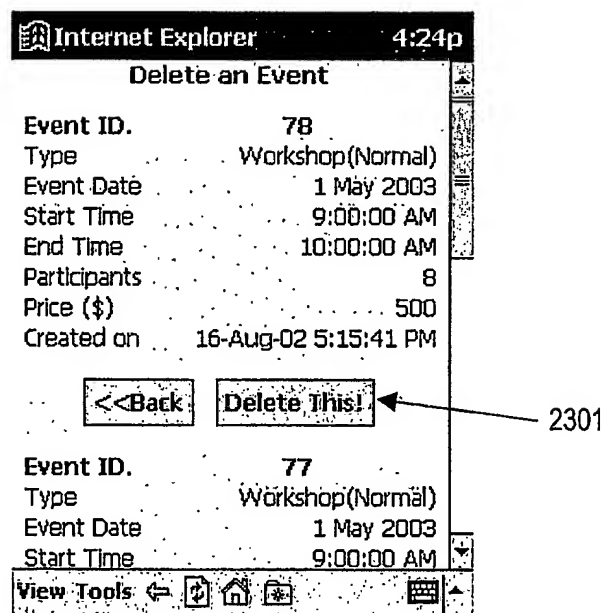 Internet Explorer 4:24p
Delete an Event
Event ID. 78
Type Workshop(Normal)
Event Date 1 May 2003
Start Time 9:00:00 AM
End Time 10:00:00 AM
Participants 8
Price ($) 500
Created on 16-Aug-02 5:15:41 PM
<<Back Delete This!
2301
Event ID. 77
Type Workshop(Normal)
Event Date 1 May 2003
Start Time 9:00:00 AM
View Tools